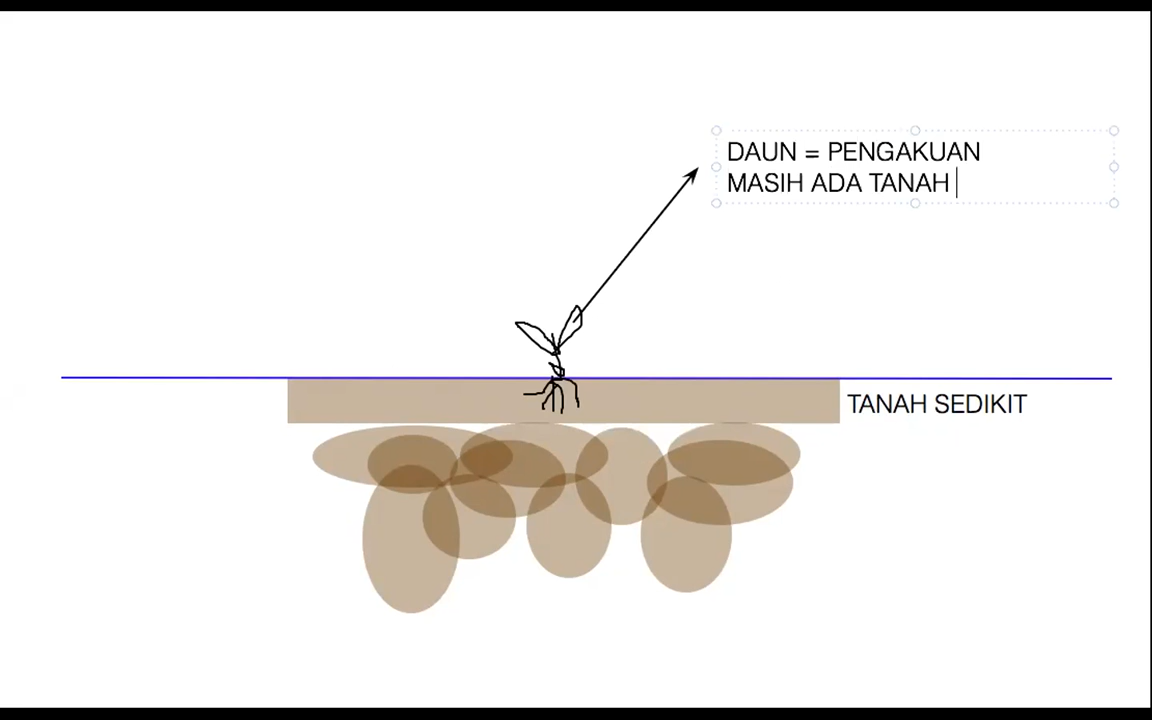 DAUN = PENGAKUAN
MASIH ADA TANAH
TANAH SEDIKIT